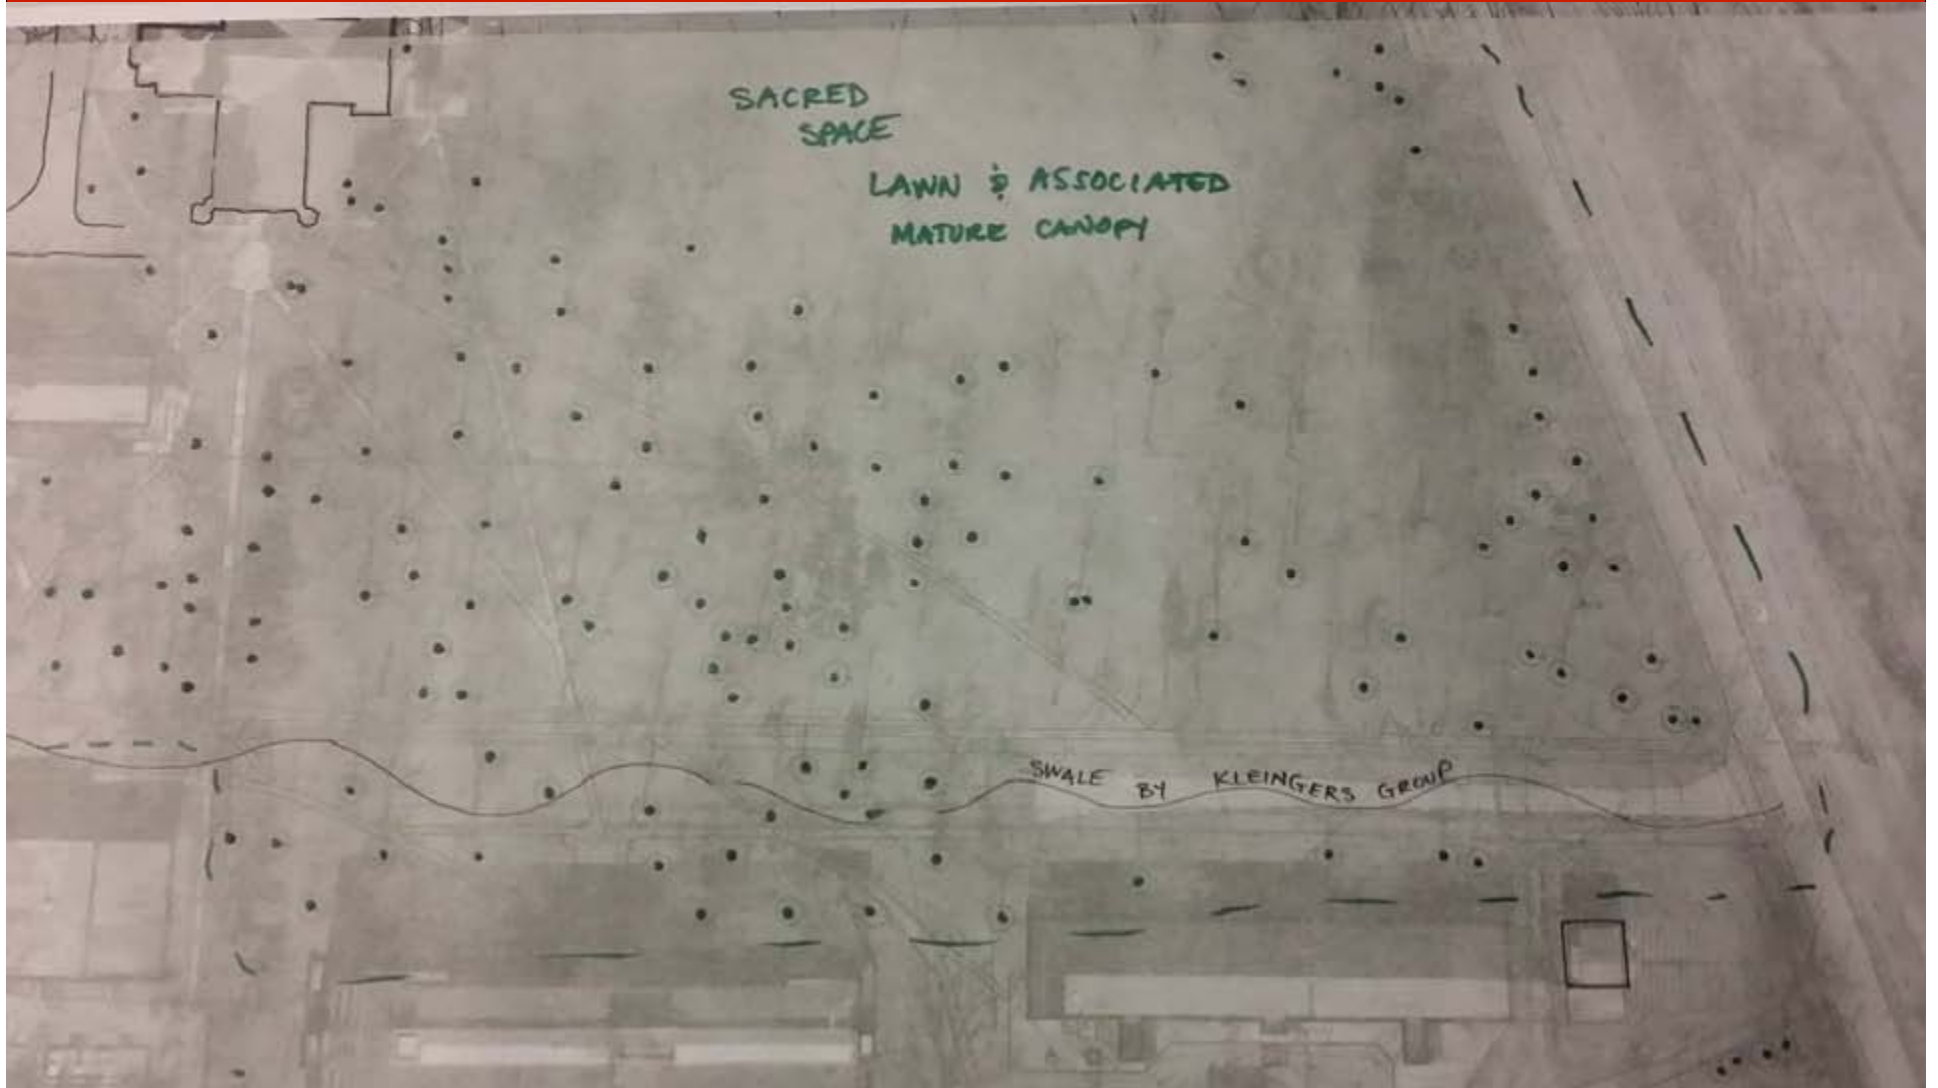 SACRED
SPACE
LAWN & ASSOCIATED
MATURE CANOPY
SWALE BY KLEINGERS GROUP